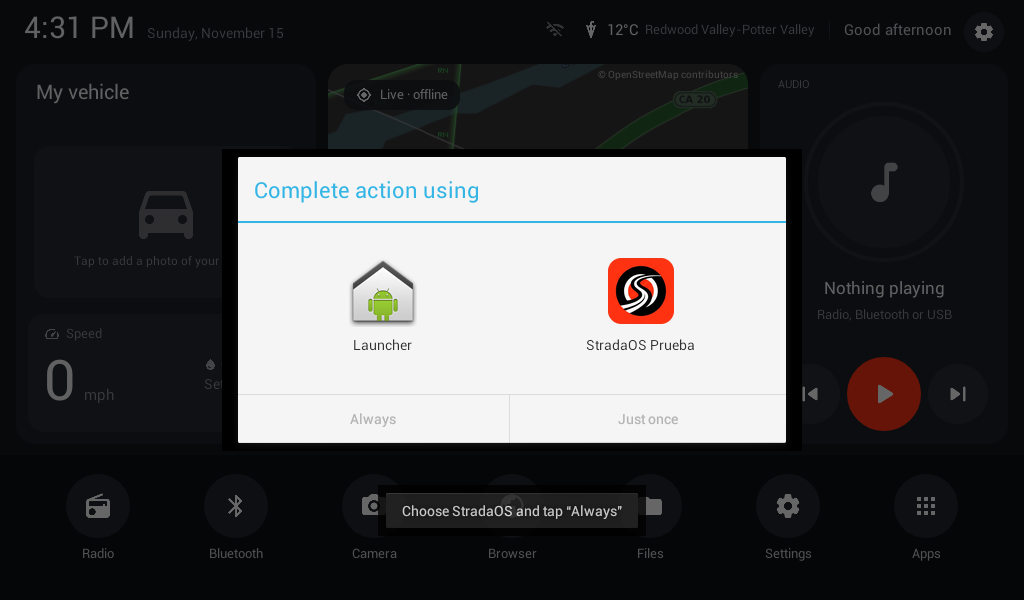 4:31 PM
Sunday, November 15
12°C
Redwood Valley-Potter Valley
Good afternoon
My vehicle
Tap to add a photo of your
Speed
0 mph
Set
Live · offline
© OpenStreetMap contributors
RN
CA 20
RN
AUDIO
Nothing playing
Radio, Bluetooth or USB
Complete action using
Launcher
StradaOS Prueba
Always
Just once
Choose StradaOS and tap “Always”
Radio
Bluetooth
Camera
Browser
Files
Settings
Apps